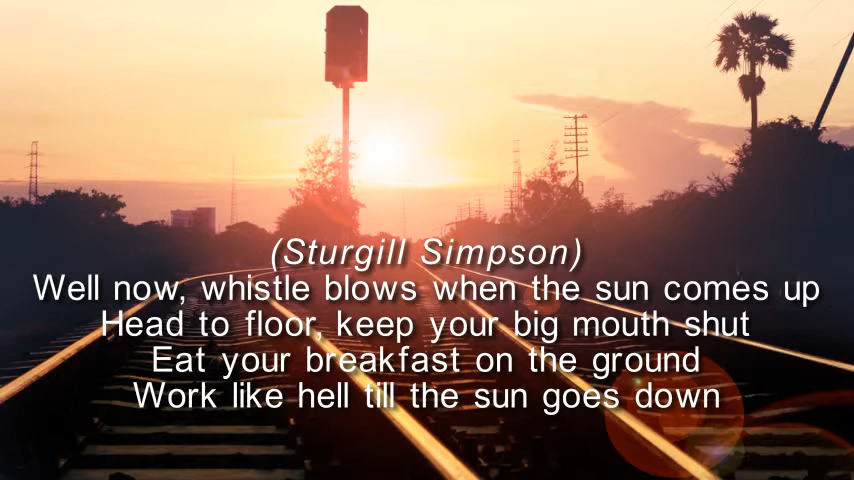 (Sturgill Simpson)
Well now, whistle blows when the sun comes up
Head to floor, keep your big mouth shut
Eat your breakfast on the ground
Work like hell till the sun goes down